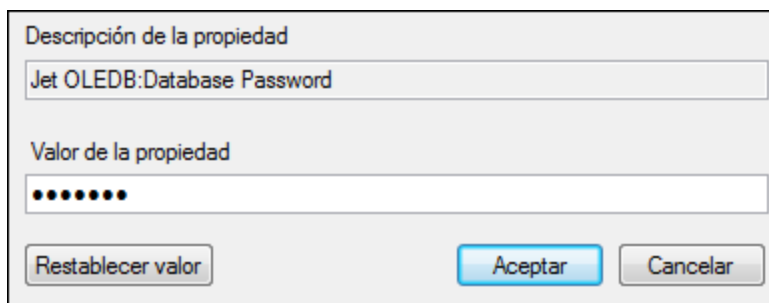 Descripción de la propiedad
Jet OLEDB:Database Password
Valor de la propiedad
●●●●●●●
Restablecer valor Aceptar Cancelar